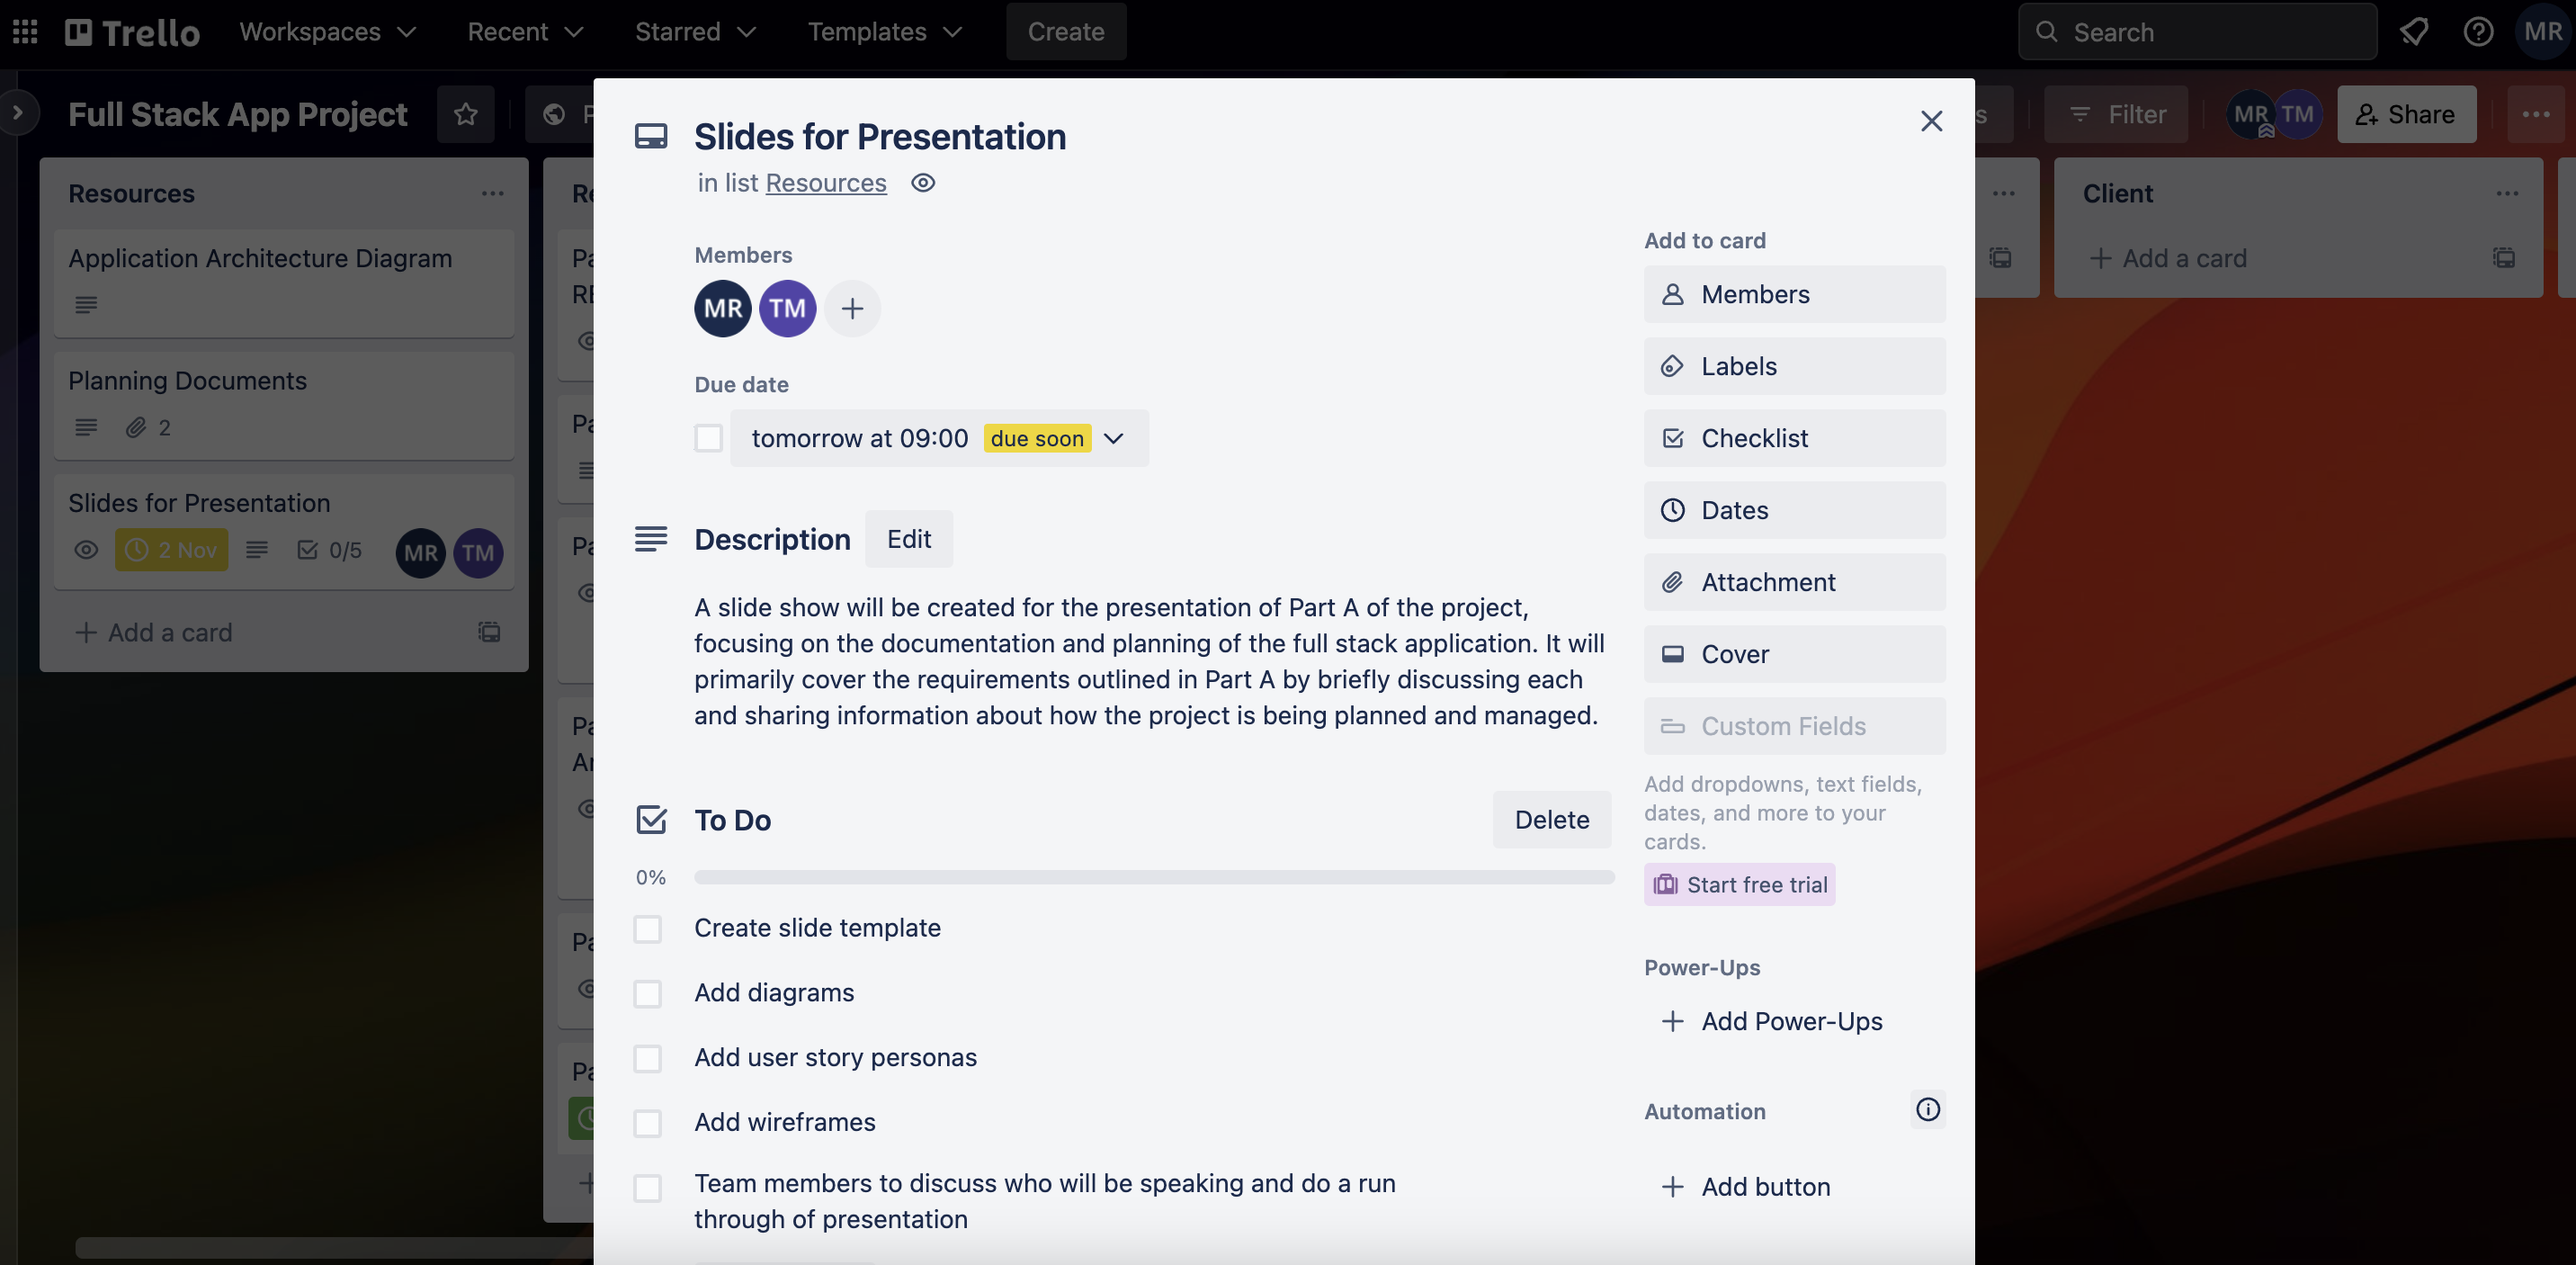 Trello
Workspaces
Recent
Starred
Templates
Create
Search
MR
Full Stack App Project
P
s
Filter
MR
TM
Share
Resources
Application Architecture Diagram
Planning Documents
2
Slides for Presentation
2 Nov
0/5
MR
TM
Add a card
Client
Add a card
Slides for Presentation
in list Resources
Members
MR
TM
Due date
tomorrow at 09:00
due soon
Description
Edit
A slide show will be created for the presentation of Part A of the project,
focusing on the documentation and planning of the full stack application. It will
primarily cover the requirements outlined in Part A by briefly discussing each
and sharing information about how the project is being planned and managed.
To Do
Delete
0%
Create slide template
Add diagrams
Add user story personas
Add wireframes
Team members to discuss who will be speaking and do a run
through of presentation
Add to card
Members
Labels
Checklist
Dates
Attachment
Cover
Custom Fields
Add dropdowns, text fields,
dates, and more to your
cards.
Start free trial
Power-Ups
Add Power-Ups
Automation
Add button